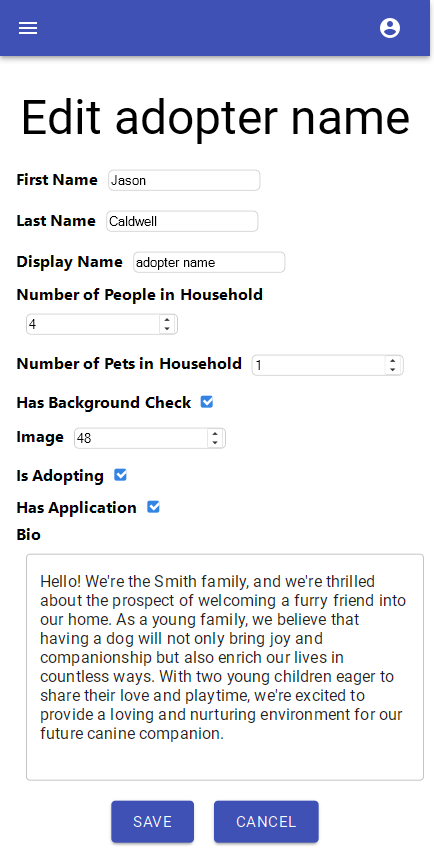 Edit adopter name
First Name Jason
Last Name Caldwell
Display Name adopter name
Number of People in Household
4
Number of Pets in Household 1
Has Background Check
Image 48
Is Adopting
Has Application
Bio
Hello! We're the Smith family, and we're thrilled
about the prospect of welcoming a furry friend into
our home. As a young family, we believe that
having a dog will not only bring joy and
companionship but also enrich our lives in
countless ways. With two young children eager to
share their love and playtime, we're excited to
provide a loving and nurturing environment for our
future canine companion.
SAVE CANCEL